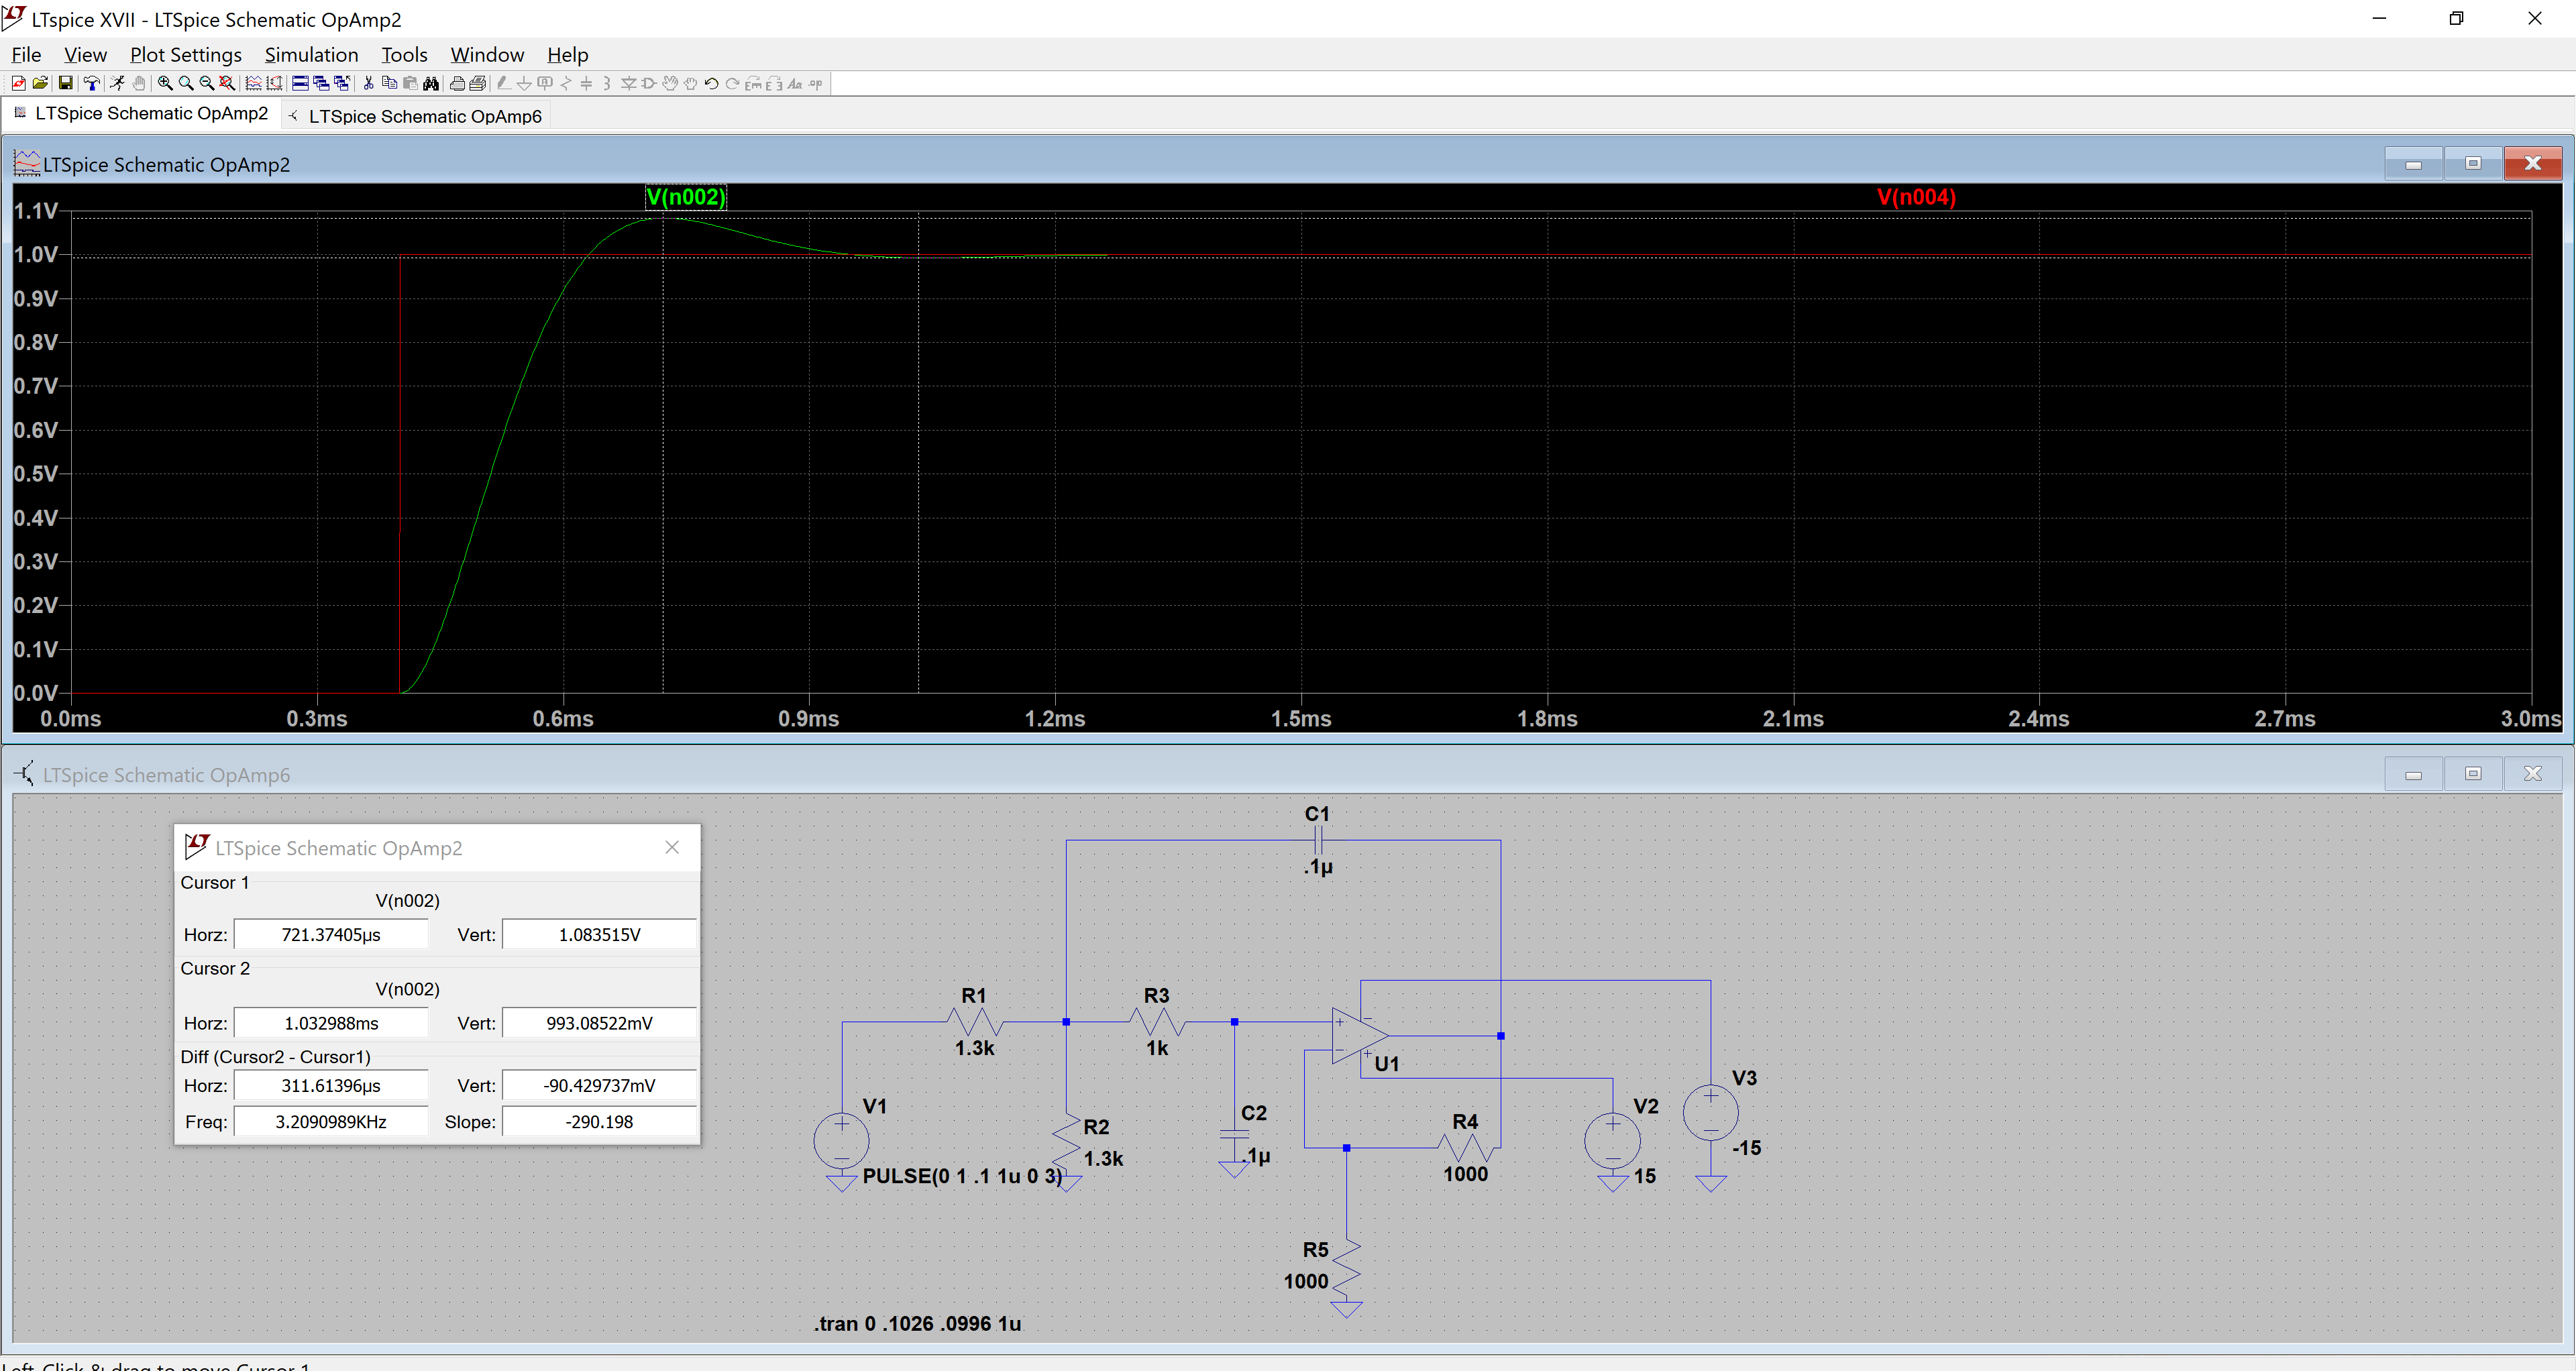 LTspice XVII - LTSpice Schematic OpAmp2
File View Plot Settings Simulation Tools Window Help
LTSpice Schematic OpAmp2 LTSpice Schematic OpAmp6
LTSpice Schematic OpAmp2
V(n002) V(n004)
1.1V
1.0V
0.9V
0.8V
0.7V
0.6V
0.5V
0.4V
0.3V
0.2V
0.1V
0.0V
0.0ms 0.3ms 0.6ms 0.9ms 1.2ms 1.5ms 1.8ms 2.1ms 2.4ms 2.7ms 3.0ms
LTSpice Schematic OpAmp6
LTSpice Schematic OpAmp2
Cursor 1
V(n002)
Horz: 721.37405µs Vert: 1.083515V
Cursor 2
V(n002)
Horz: 1.032988ms Vert: 993.08522mV
Diff (Cursor2 - Cursor1)
Horz: 311.61396µs Vert: -90.429737mV
Freq: 3.2090989KHz Slope: -290.198
C1
.1µ
R1
1.3k
R3
1k
U1
V1
PULSE(0 1 .1 1u 0 3)
R2
1.3k
C2
.1µ
R4
1000
V2
15
V3
-15
R5
1000
.tran 0 .1026 .0996 1u
Left-Click & drag to move Cursor 1